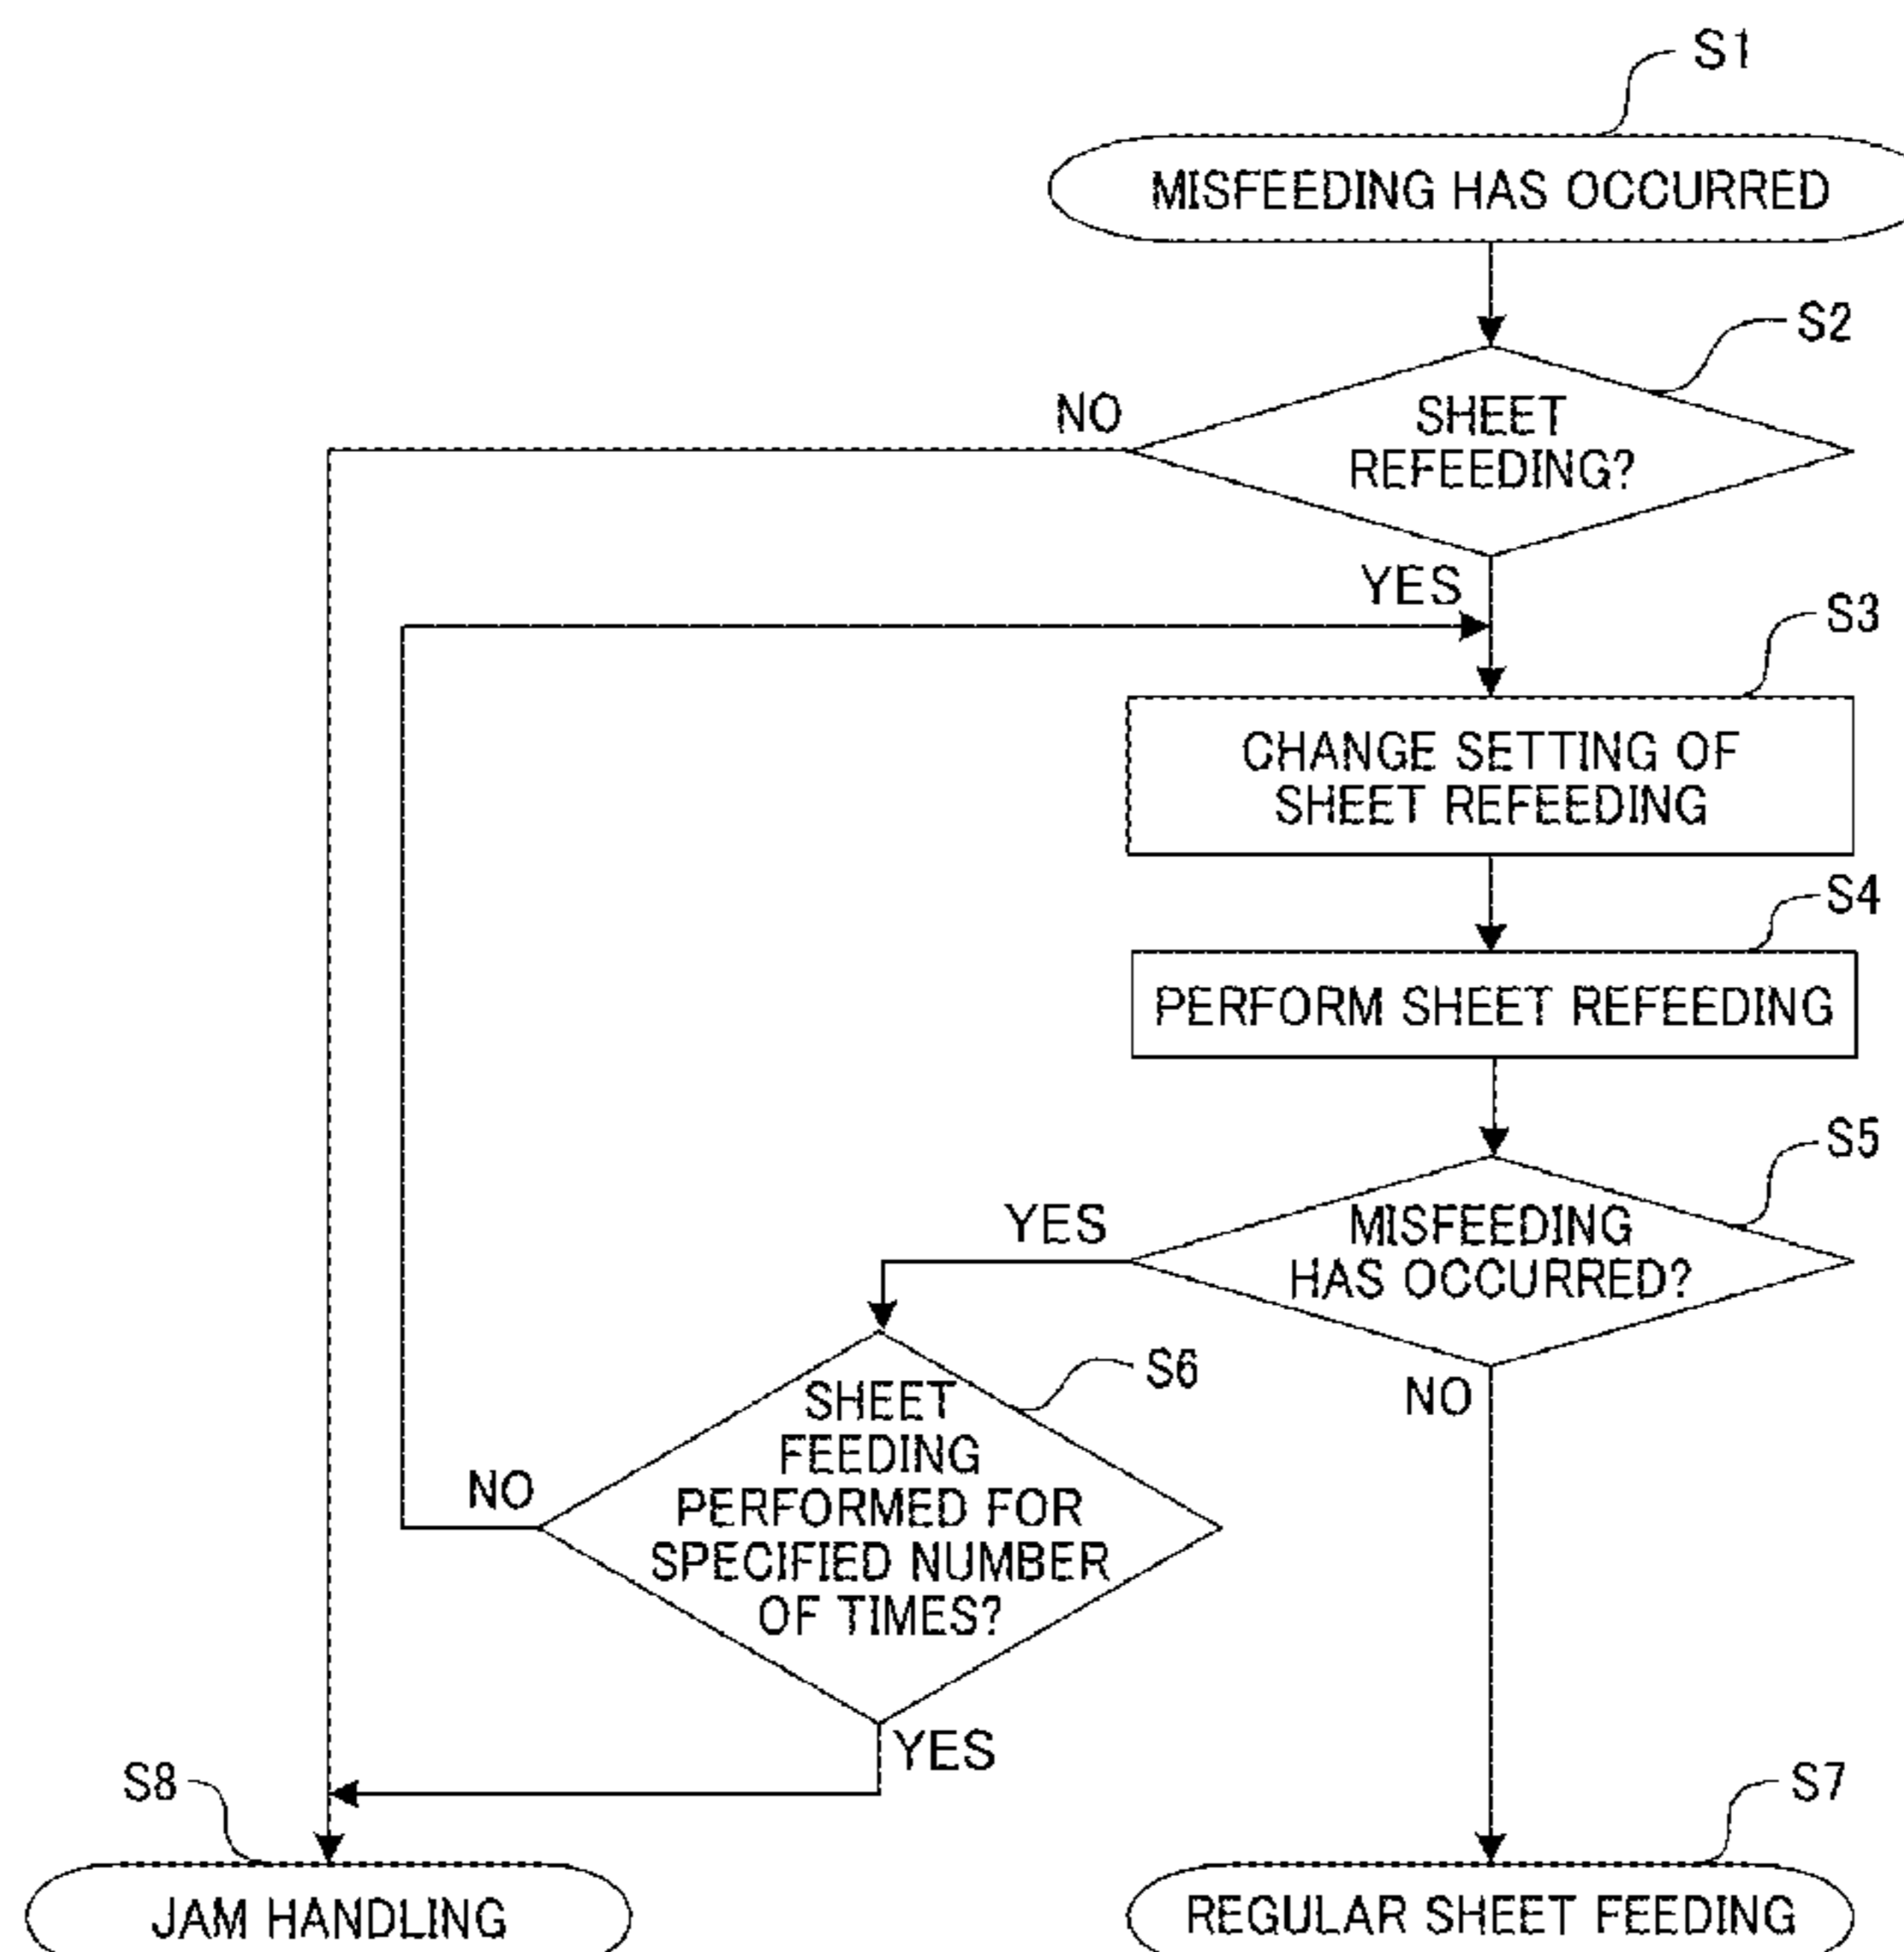 S1
MISFEEDING HAS OCCURRED
S2
NO
SHEET
REFEEDING?
YES
S3
CHANGE SETTING OF
SHEET REFEEDING
S4
PERFORM SHEET REFEEDING
S5
YES
MISFEEDING
HAS OCCURRED?
S6
NO
SHEET
FEEDING
PERFORMED FOR
SPECIFIED NUMBER
OF TIMES?
NO
YES
S8
S7
JAM HANDLING
REGULAR SHEET FEEDING